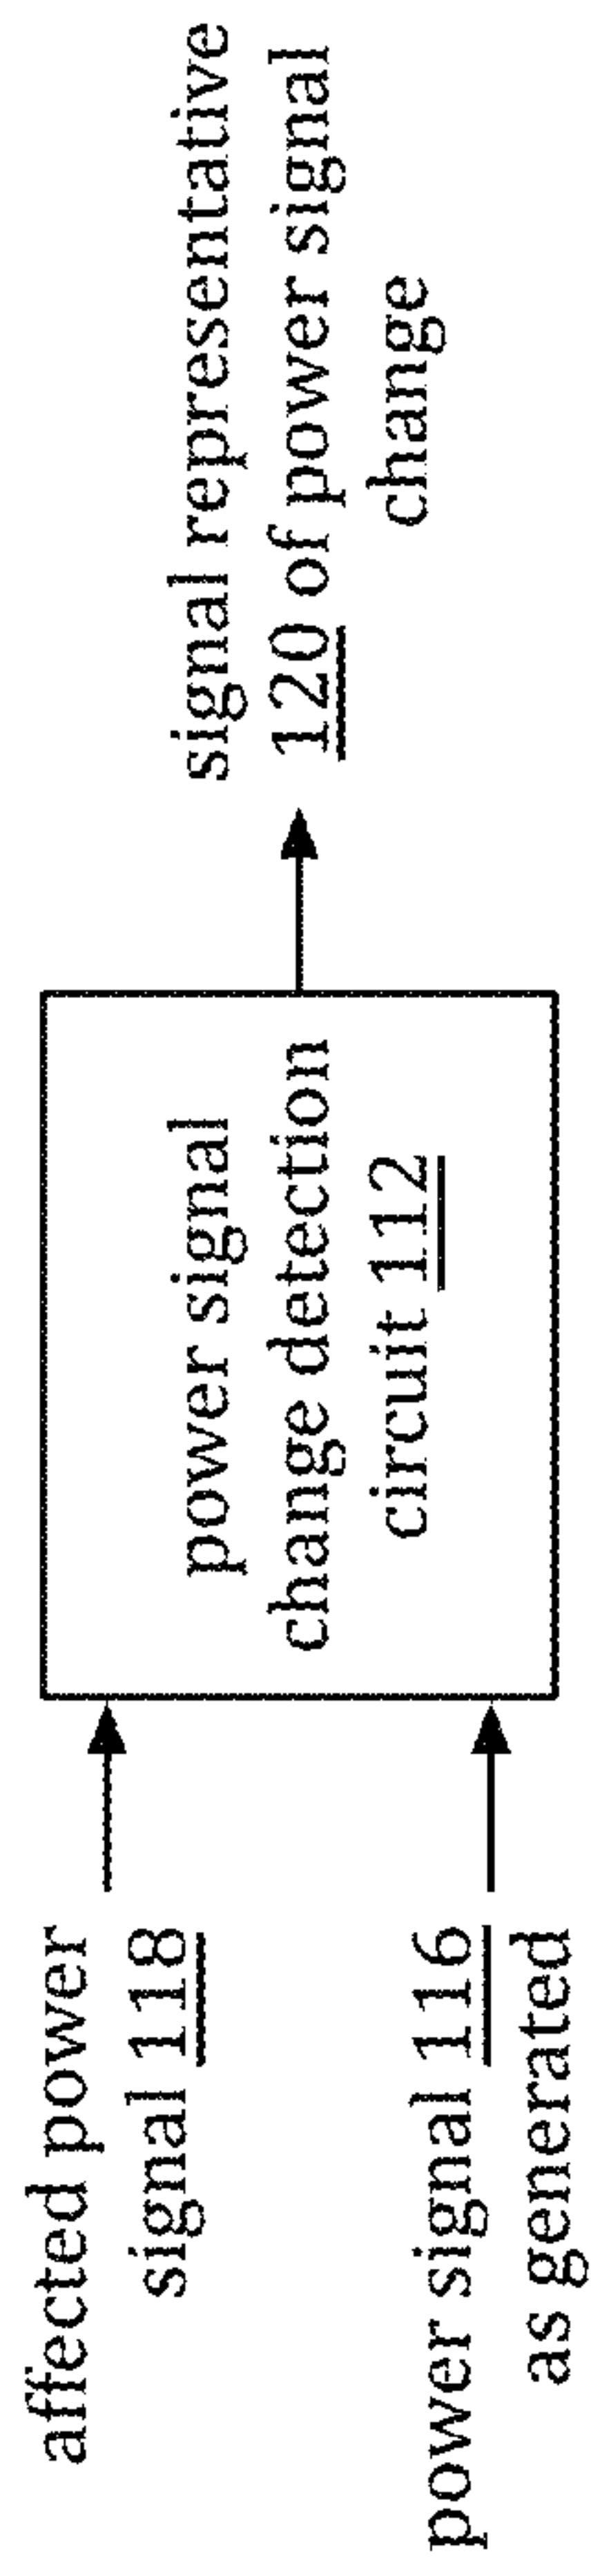 affected power
signal 118
power signal 116
as generated
power signal
change detection
circuit 112
signal representative
120 of power signal
change